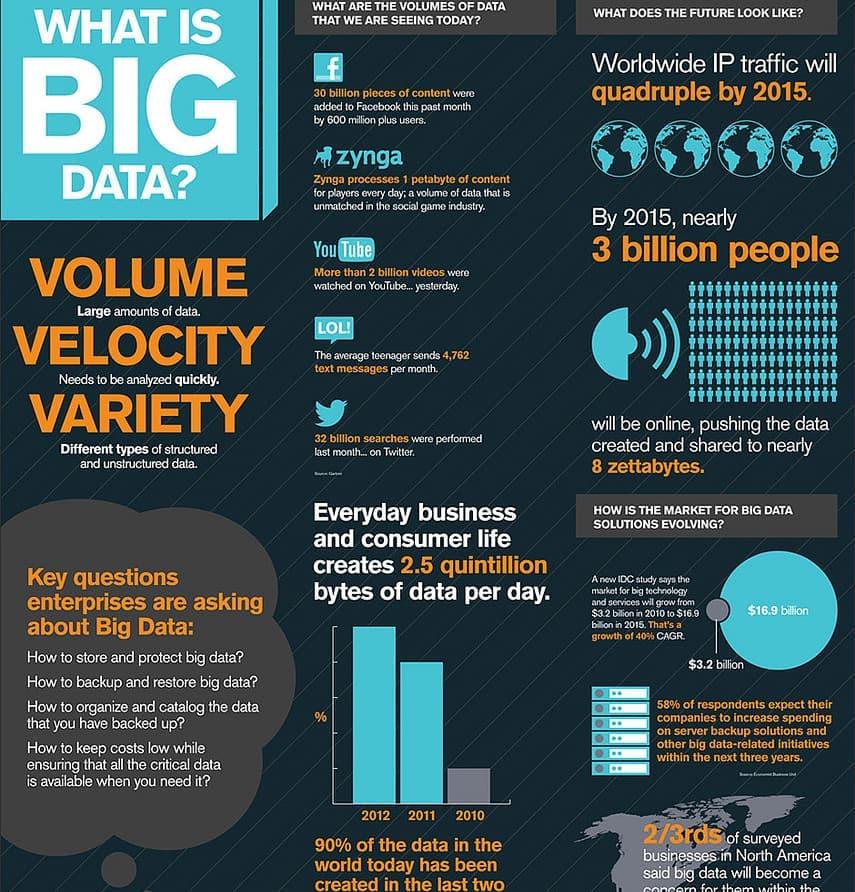 WHAT IS
BIG
DATA?
VOLUME
Large amounts of data.
VELOCITY
Needs to be analyzed quickly.
VARIETY
Different types of structured
and unstructured data.
Key questions
enterprises are asking
about Big Data:
How to store and protect big data?
How to backup and restore big data?
How to organize and catalog the data
that you have backed up?
How to keep costs low while
ensuring that all the critical data
is available when you need it?
WHAT ARE THE VOLUMES OF DATA
THAT WE ARE SEEING TODAY?
f
30 billion pieces of content were
added to Facebook this past month
by 600 million plus users.
zynga
Zynga processes 1 petabyte of content
for players every day; a volume of data that is
unmatched in the social game industry.
YouTube
More than 2 billion videos were
watched on YouTube... yesterday.
LOL!
The average teenager sends 4,762
text messages per month.
32 billion searches were performed
last month... on Twitter.
Source: Gartner
Everyday business
and consumer life
creates 2.5 quintillion
bytes of data per day.
%
2012 2011 2010
90% of the data in the
world today has been
created in the last two
WHAT DOES THE FUTURE LOOK LIKE?
Worldwide IP traffic will
quadruple by 2015.
By 2015, nearly
3 billion people
will be online, pushing the data
created and shared to nearly
8 zettabytes.
HOW IS THE MARKET FOR BIG DATA
SOLUTIONS EVOLVING?
A new IDC study says the
market for big technology
and services will grow from
$3.2 billion in 2010 to $16.9
billion in 2015. That's a
growth of 40% CAGR.
$16.9 billion
$3.2 billion
58% of respondents expect their
companies to increase spending
on server backup solutions and
other big data-related initiatives
within the next three years.
Source: Economist Business Unit
2/3rds of surveyed
businesses in North America
said big data will become a
concern for them within the